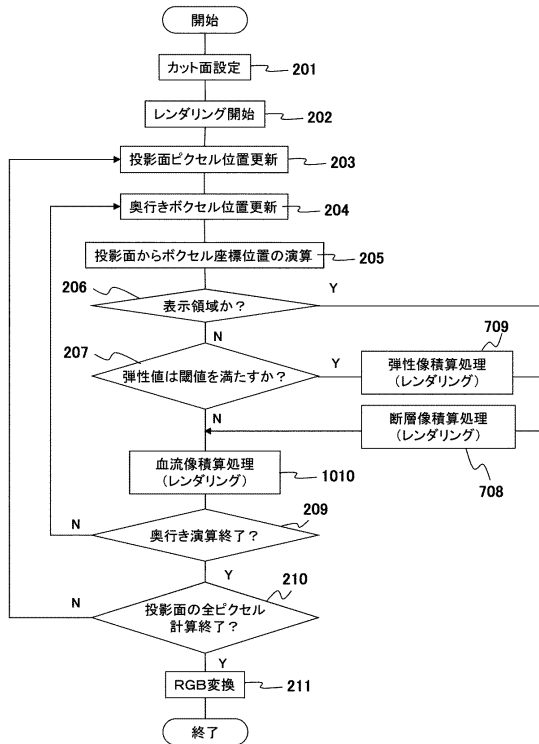 開始
カット面設定 201
レンダリング開始 202
投影面ピクセル位置更新 203
奥行きボクセル位置更新 204
投影面からボクセル座標位置の演算 205
206
表示領域か？ Y
N
207
弾性値は閾値を満たすか？ Y
N
709
弾性像積算処理
（レンダリング）
断層像積算処理
（レンダリング）
708
血流像積算処理
（レンダリング）
1010
209
奥行き演算終了？
N
Y
210
投影面の全ピクセル
計算終了？
N
Y
RGB変換 211
終了